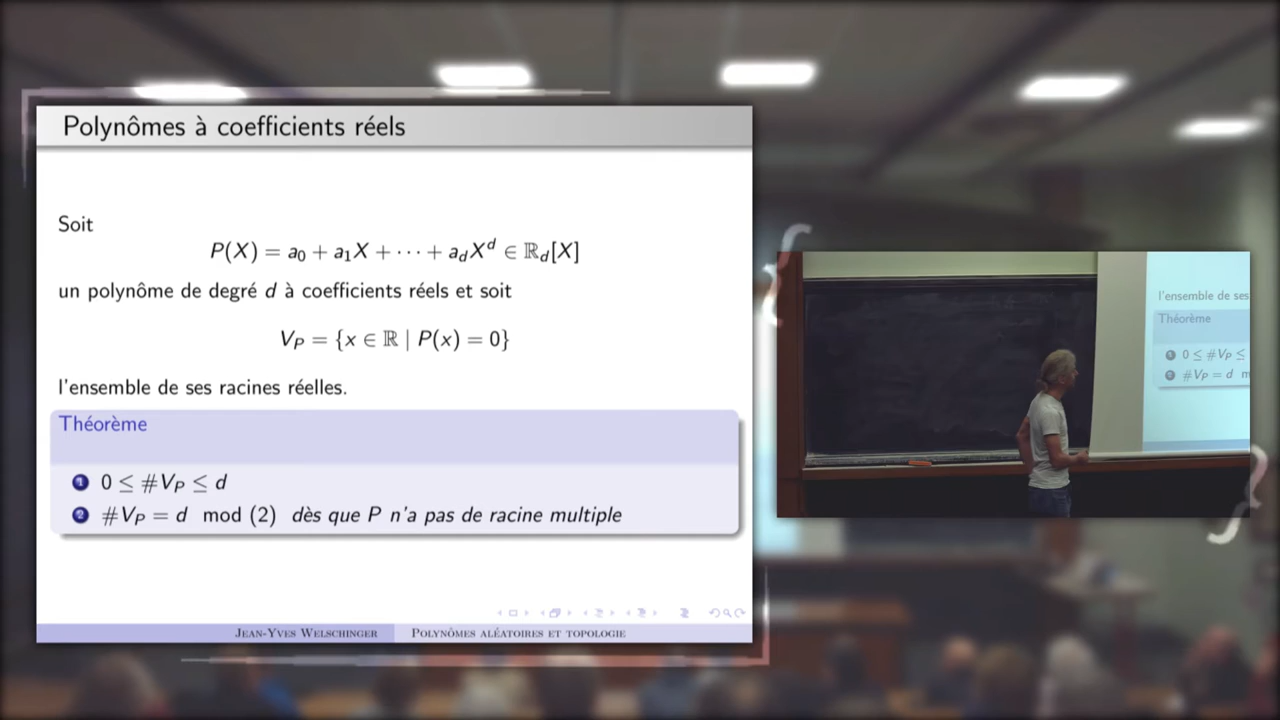 Polynômes à coefficients réels
Soit
P(X) = a₀ + a₁X + ⋯ + a_dX^d ∈ ℝ_d[X]
un polynôme de degré d à coefficients réels et soit
V_P = {x ∈ ℝ | P(x) = 0}
l'ensemble de ses racines réelles.
Théorème
1 0 ≤ #V_P ≤ d
2 #V_P = d mod (2) dès que P n'a pas de racine multiple
JEAN-YVES WELSCHINGER POLYNÔMES ALÉATOIRES ET TOPOLOGIE
l'ensemble de ses
Théorème
0 ≤ #V_P ≤
#V_P = d m